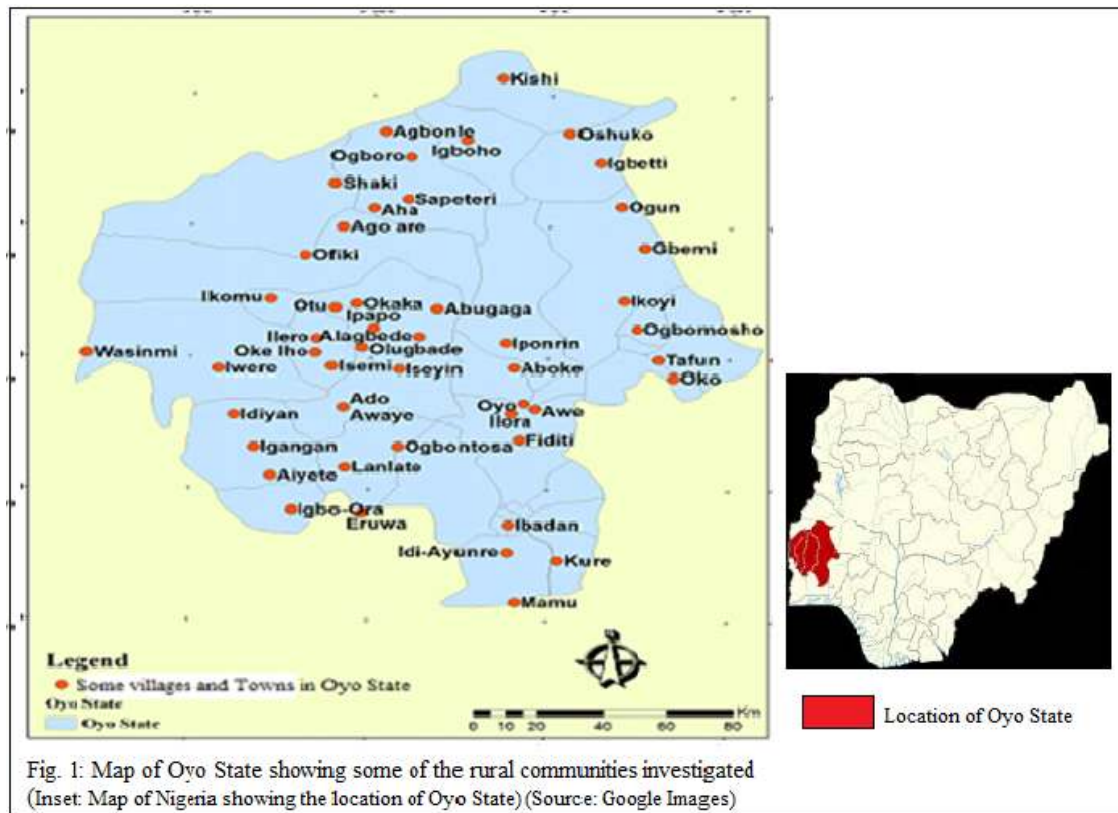 Kishi
Agbonle
Oshuko
Igboho
Ogboro
Igbetti
Shaki
Sapeteri
Aha
Ogun
Ago are
Gbemi
Ofiki
Ikomu
Otu
Okaka
Abugaga
Ikoyi
Ipapo
Ogbomosho
Ilero
Alagbede
Iponrin
Wasinmi
Oke Iho
Olugbade
Tafun
Iwere
Isemi
Iseyin
Aboke
Oko
Ado
Awaye
Oyo
Awe
Idiyan
Ilora
Igangan
Ogbontosa
Fiditi
Aiyete
Lanlate
Igbo-Ora
Eruwa
Ibadan
Idi-Ayunre
Kure
Mamu
Legend
Some villages and Towns in Oyo State
Oyo State
Oyo State
Km
0 10 20 40 60 80
Location of Oyo State
Fig. 1: Map of Oyo State showing some of the rural communities investigated
(Inset: Map of Nigeria showing the location of Oyo State) (Source: Google Images)